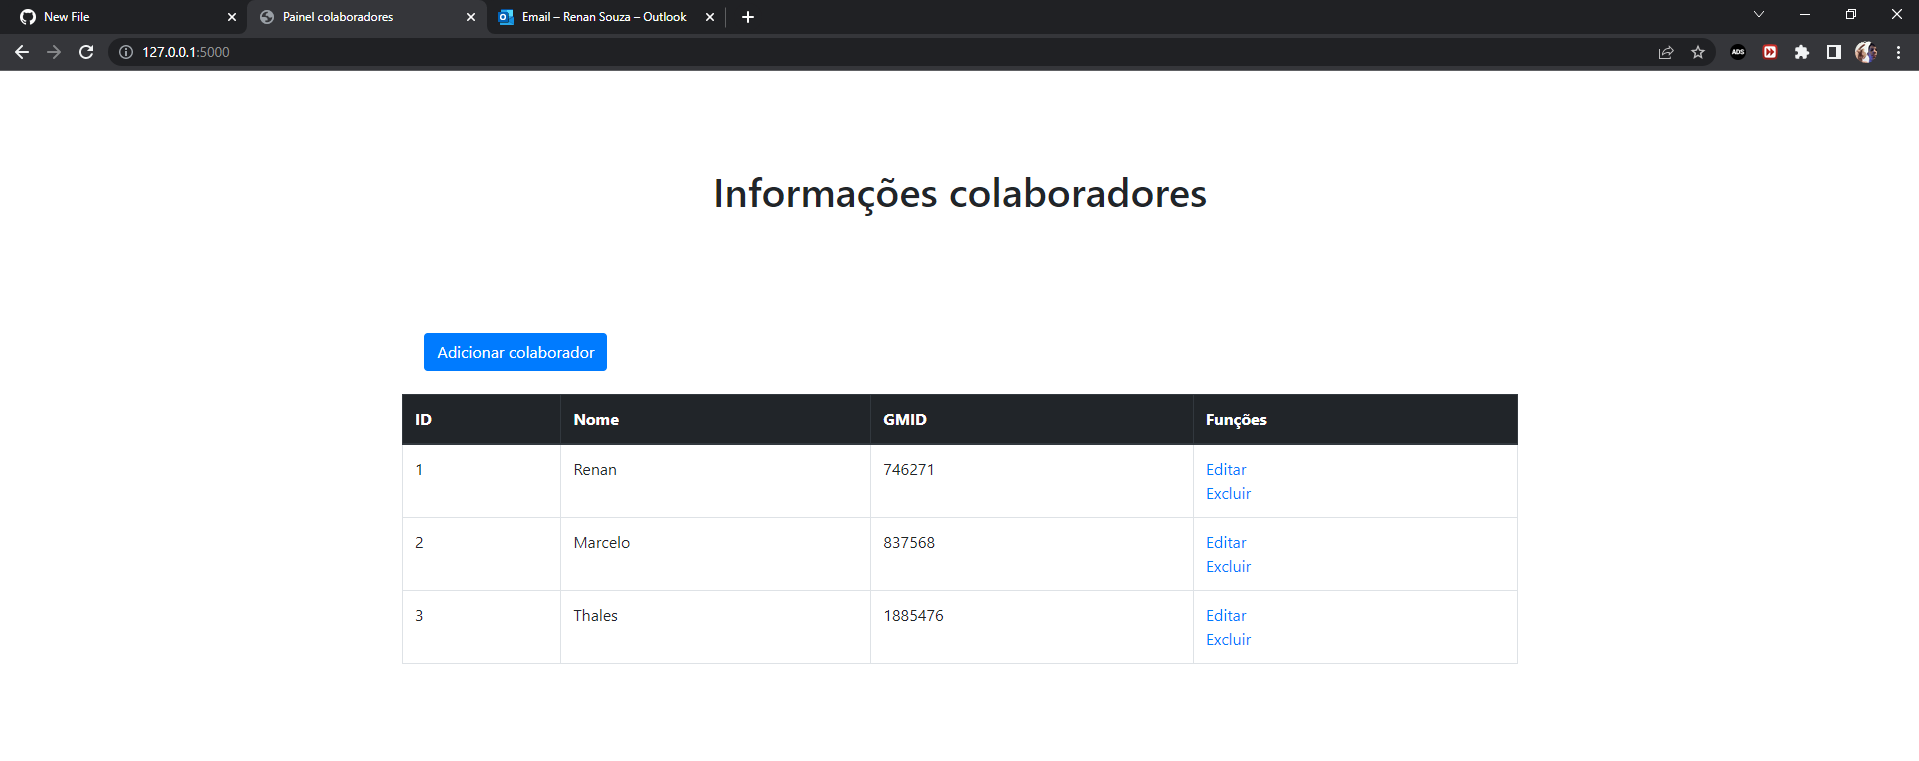 New File
Painel colaboradores
Email – Renan Souza – Outlook
127.0.0.1:5000
ADS
Informações colaboradores
Adicionar colaborador
ID Nome GMID Funções
1 Renan 746271 Editar
Excluir
2 Marcelo 837568 Editar
Excluir
3 Thales 1885476 Editar
Excluir